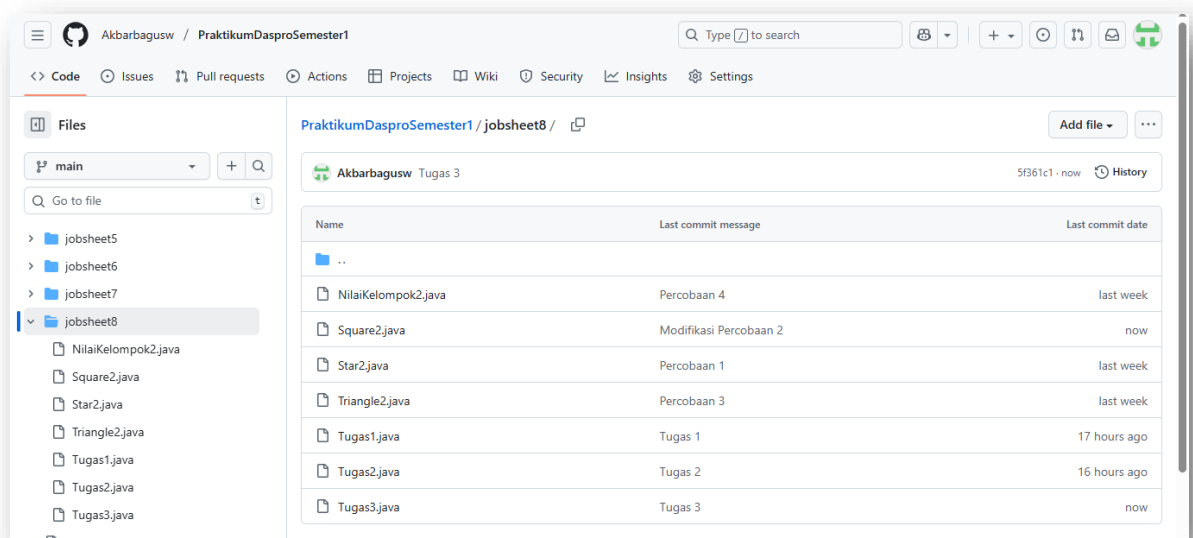 Akbarbagusw / PraktikumDasproSemester1
Type / to search
Code Issues Pull requests Actions Projects Wiki Security Insights Settings
Files
main
Go to file t
jobsheet5
jobsheet6
jobsheet7
jobsheet8
NilaiKelompok2.java
Square2.java
Star2.java
Triangle2.java
Tugas1.java
Tugas2.java
Tugas3.java
PraktikumDasproSemester1 / jobsheet8 /
Add file
Akbarbagusw Tugas 3 5f361c1 · now History
Name Last commit message Last commit date
..
NilaiKelompok2.java Percobaan 4 last week
Square2.java Modifikasi Percobaan 2 now
Star2.java Percobaan 1 last week
Triangle2.java Percobaan 3 last week
Tugas1.java Tugas 1 17 hours ago
Tugas2.java Tugas 2 16 hours ago
Tugas3.java Tugas 3 now